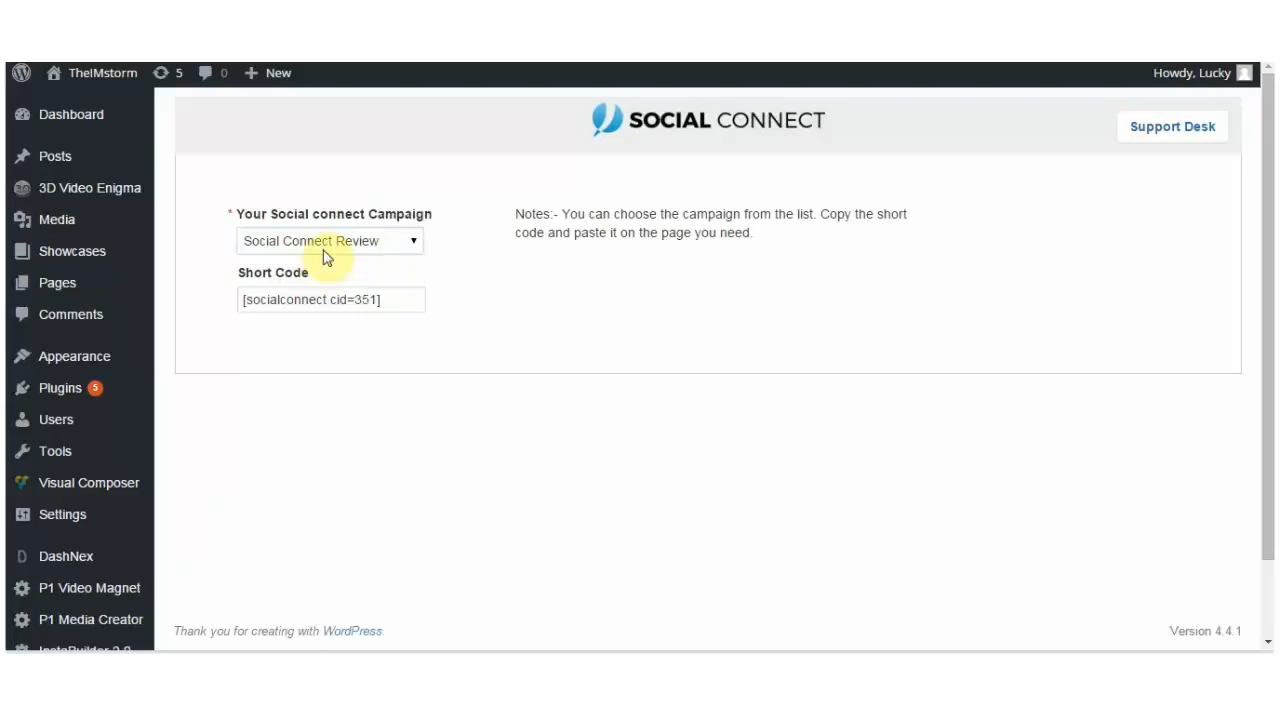 TheIMstorm 5 0 New Howdy, Lucky
Dashboard
Posts
3D Video Enigma
Media
Showcases
Pages
Comments
Appearance
Plugins 5
Users
Tools
Visual Composer
Settings
DashNex
P1 Video Magnet
P1 Media Creator
InstaBuilder 2.0
SOCIAL CONNECT
Support Desk
* Your Social connect Campaign
Social Connect Review
Short Code
[socialconnect cid=351]
Notes:- You can choose the campaign from the list. Copy the short
code and paste it on the page you need.
Thank you for creating with WordPress.
Version 4.4.1